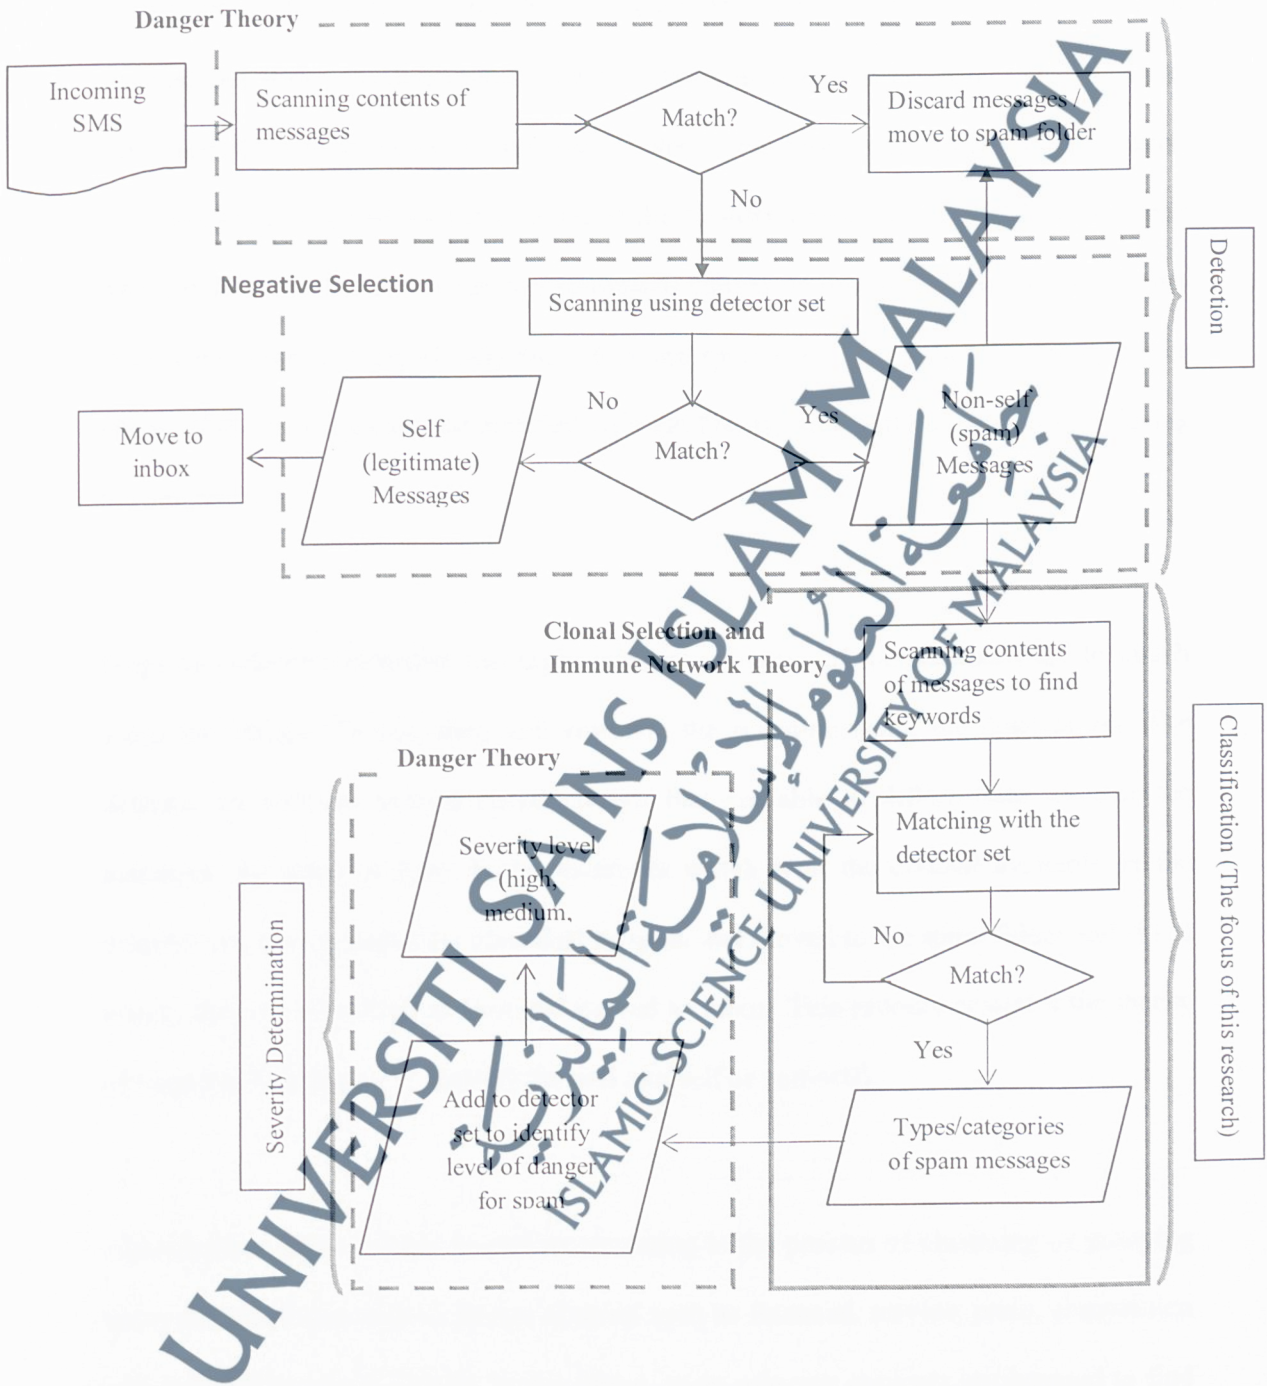 Danger Theory
Incoming
SMS
Scanning contents of
messages
Match?
Yes
Discard messages /
move to spam folder
No
Negative Selection
Scanning using detector set
Detection
No
Yes
Move to
inbox
Self
(legitimate)
Messages
Match?
Non-self
(spam)
Messages
Clonal Selection and
Immune Network Theory
Scanning contents
of messages to find
keywords
Danger Theory
Severity level
(high,
medium,
Matching with the
detector set
Classification (The focus of this research)
Severity Determination
No
Match?
Yes
Add to detector
set to identify
level of danger
for spam
Types/categories
of spam messages
UNIVERSITI SAINS ISLAM MALAYSIA
جامعة العلوم الإسلامية الماليزية
ISLAMIC SCIENCE UNIVERSITY OF MALAYSIA